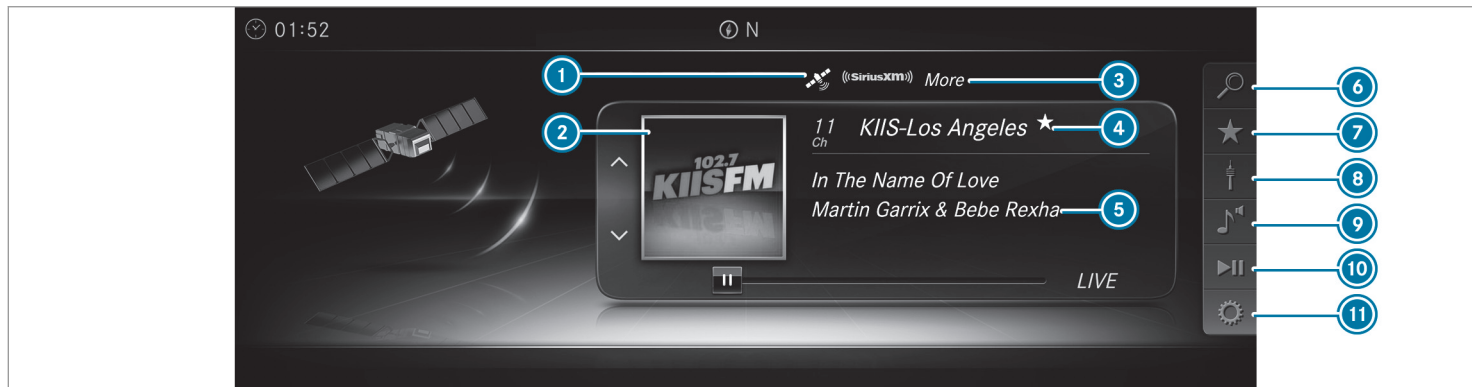 01:52
N
1
SiriusXM More
3
6
2
11 KIIS-Los Angeles
Ch
4
7
102.7
KIISFM
In The Name Of Love
8
Martin Garrix & Bebe Rexha
5
9
LIVE
10
11